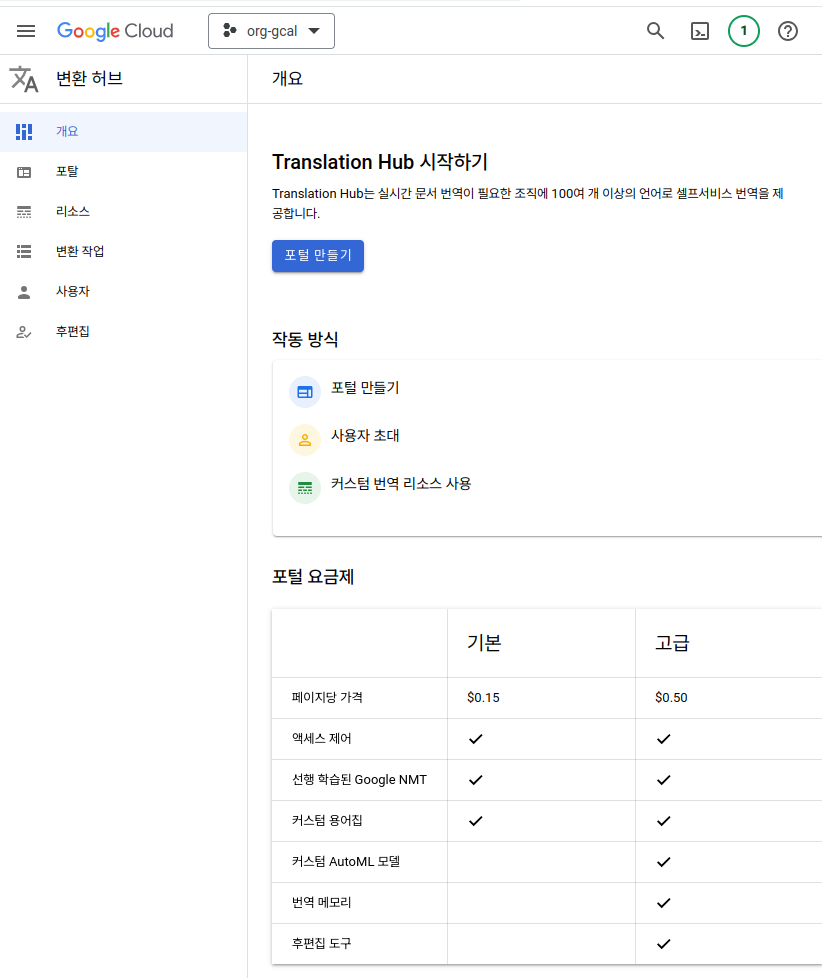 Google Cloud
org-gcal
1
변환 허브
개요
개요
포탈
리소스
변환 작업
사용자
후편집
Translation Hub 시작하기
Translation Hub는 실시간 문서 번역이 필요한 조직에 100여 개 이상의 언어로 셀프서비스 번역을 제
공합니다.
포털 만들기
작동 방식
포털 만들기
사용자 초대
커스텀 번역 리소스 사용
포털 요금제
기본 고급
페이지당 가격 $0.15 $0.50
액세스 제어
선행 학습된 Google NMT
커스텀 용어집
커스텀 AutoML 모델
번역 메모리
후편집 도구